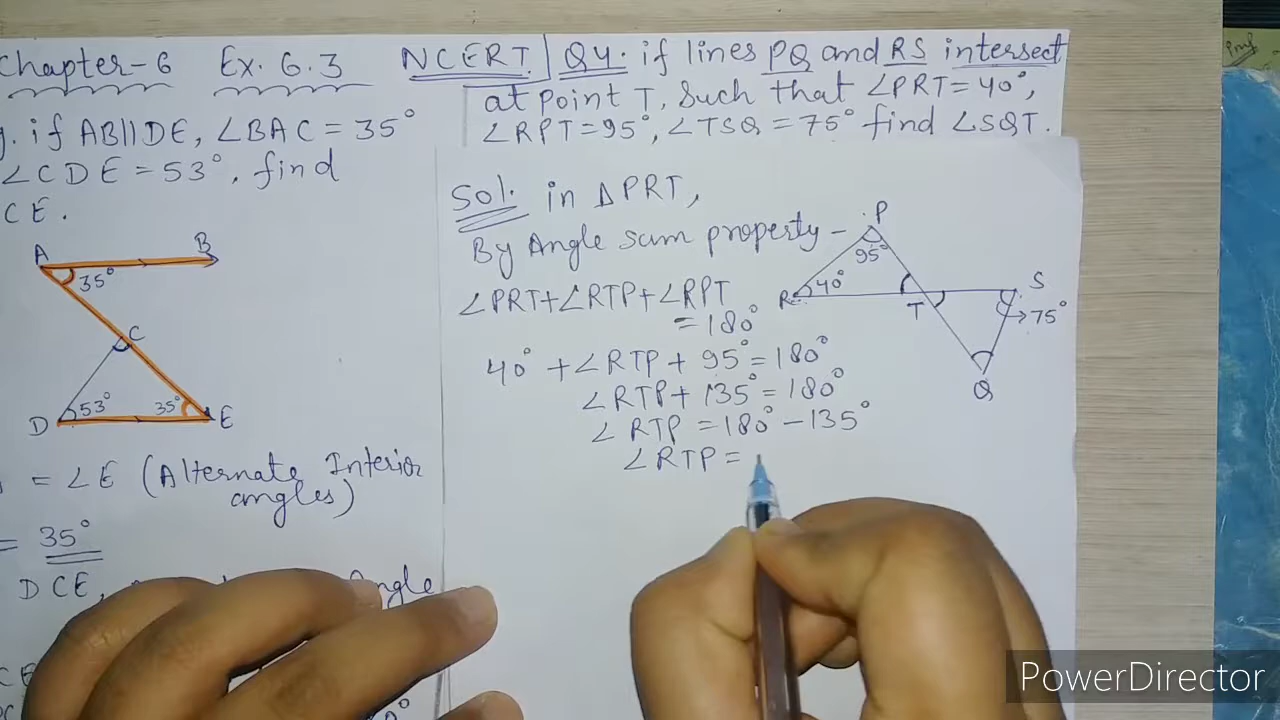 Chapter-6 Ex. 6.3 NCERT
if AB||DE, ∠BAC = 35°
∠CDE = 53°, find
CE.
A
B
35°
C
D
53°
35°
E
= ∠E (Alternate Interior
angles)
= 35°
DCE, Angle
Q4. if lines PQ and RS intersect
at point T, Such that ∠PRT = 40°,
∠RPT = 95°, ∠TSQ = 75° find ∠SQT.
Sol. in ΔPRT,
By Angle sum property –
∠PRT + ∠RTP + ∠RPT
= 180°
40° + ∠RTP + 95° = 180°
∠RTP + 135° = 180°
∠RTP = 180° – 135°
∠RTP =
P
95°
R
40°
T
S
75°
Q
PowerDirector